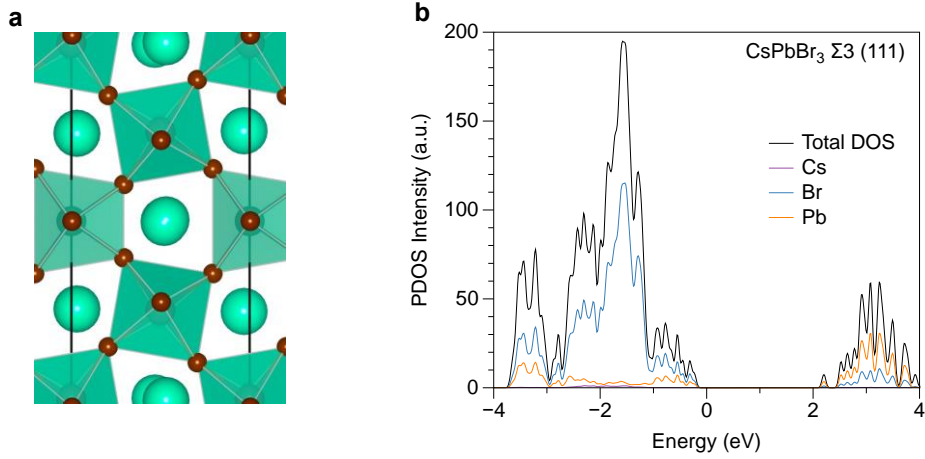 a
b
CsPbBr₃ Σ3 (111)
Total DOS
Cs
Br
Pb
PDOS Intensity (a.u.)
200
150
100
50
0
−4
−2
0
2
4
Energy (eV)